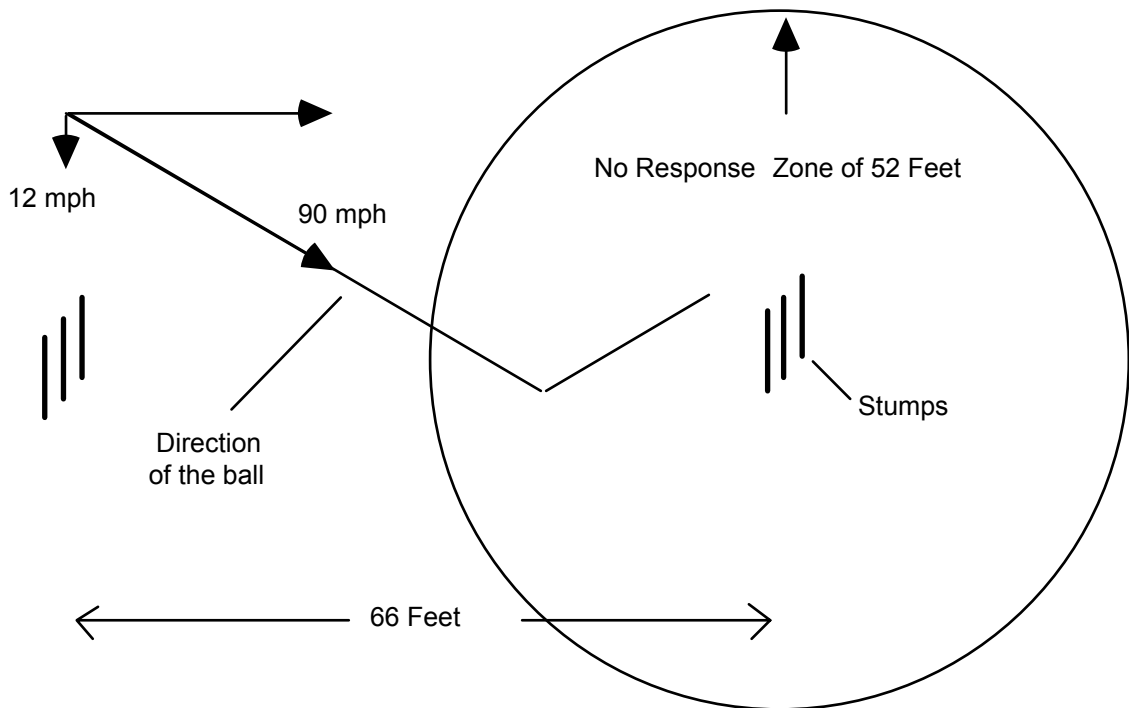 12 mph
90 mph
No Response Zone of 52 Feet
Stumps
Direction
of the ball
66 Feet